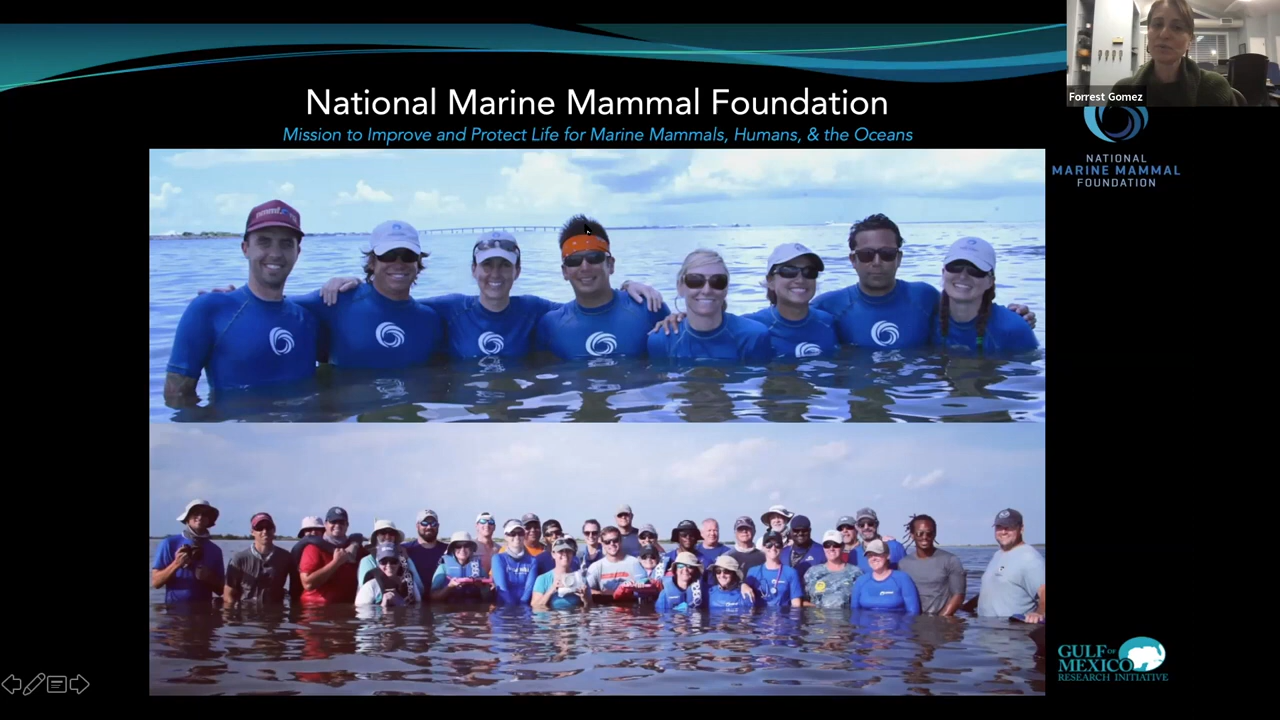 National Marine Mammal Foundation
Mission to Improve and Protect Life for Marine Mammals, Humans, & the Oceans
Forrest Gomez
NATIONAL
MARINE MAMMAL
FOUNDATION
GULF OF
MEXICO
RESEARCH INITIATIVE